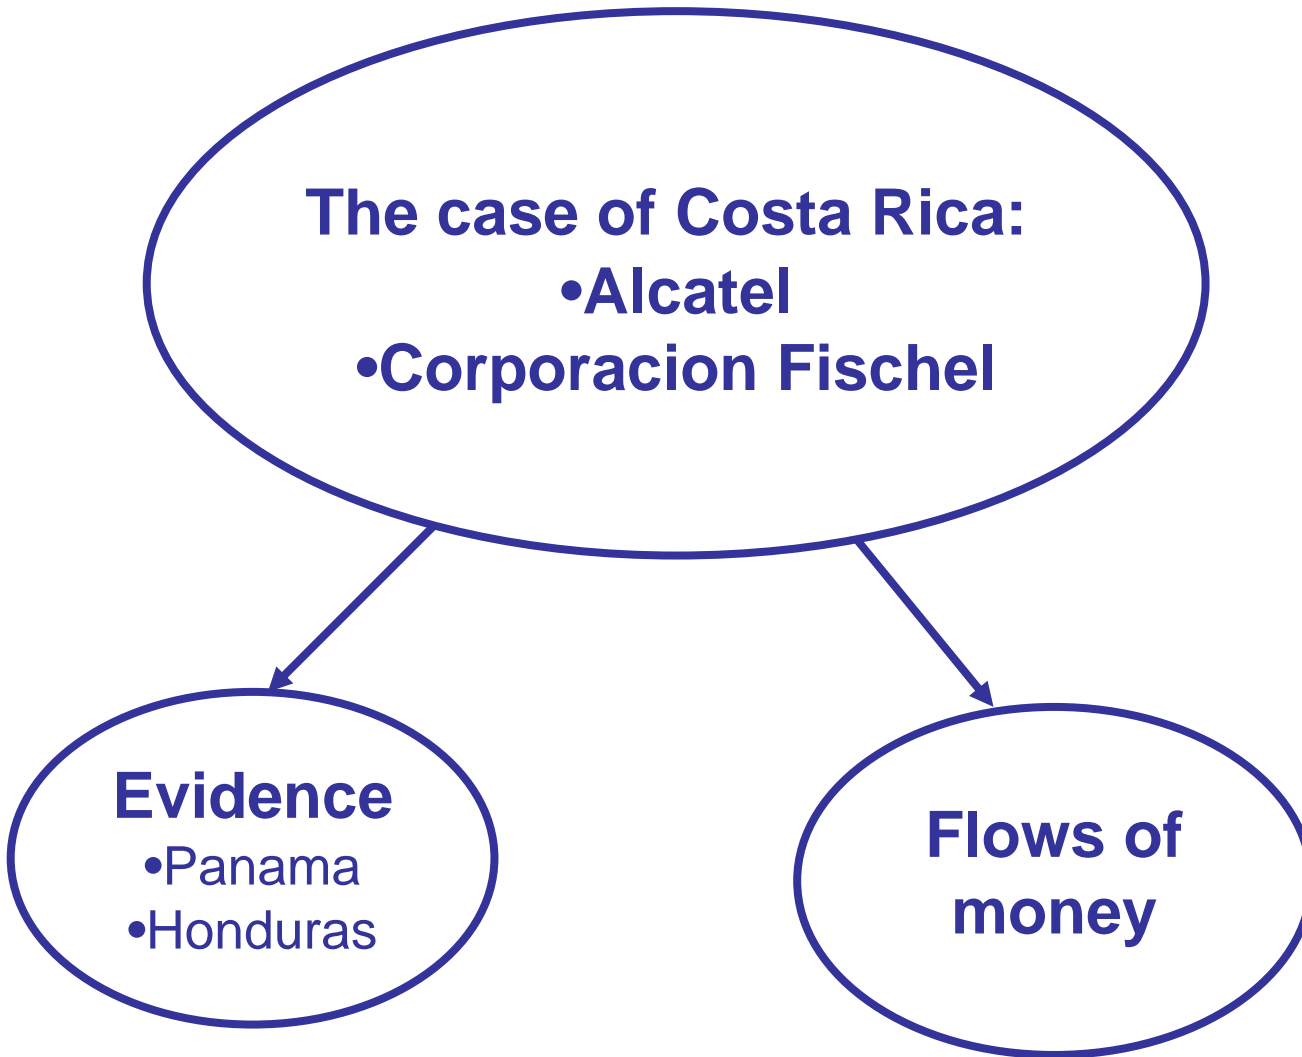 The case of Costa Rica:
•Alcatel
•Corporacion Fischel
Evidence
•Panama
•Honduras
Flows of
money